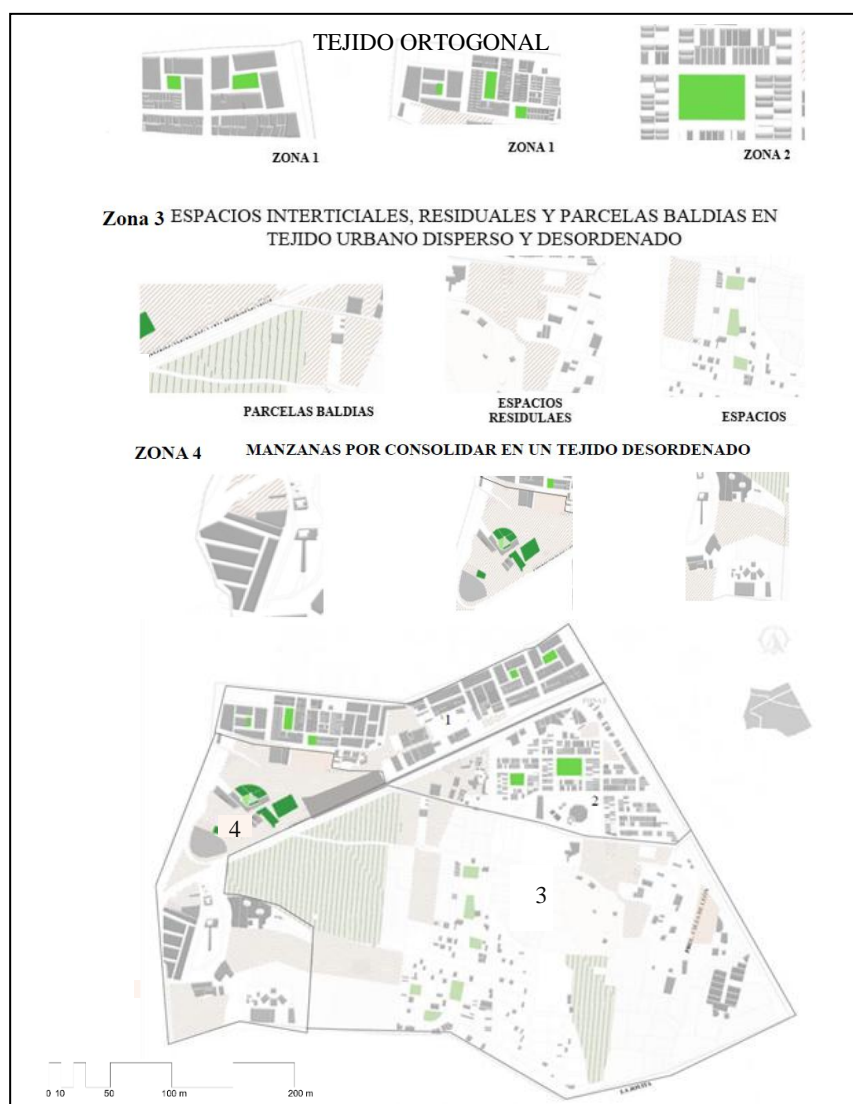 TEJIDO ORTOGONAL
ZONA 1
ZONA 1
ZONA 2
Zona 3 ESPACIOS INTERTICIALES, RESIDUALES Y PARCELAS BALDIAS EN
TEJIDO URBANO DISPERSO Y DESORDENADO
PARCELAS BALDIAS
ESPACIOS
RESIDULAES
ESPACIOS
ZONA 4 MANZANAS POR CONSOLIDAR EN UN TEJIDO DESORDENADO
1
2
4
3
0 10 50 100 m 200 m